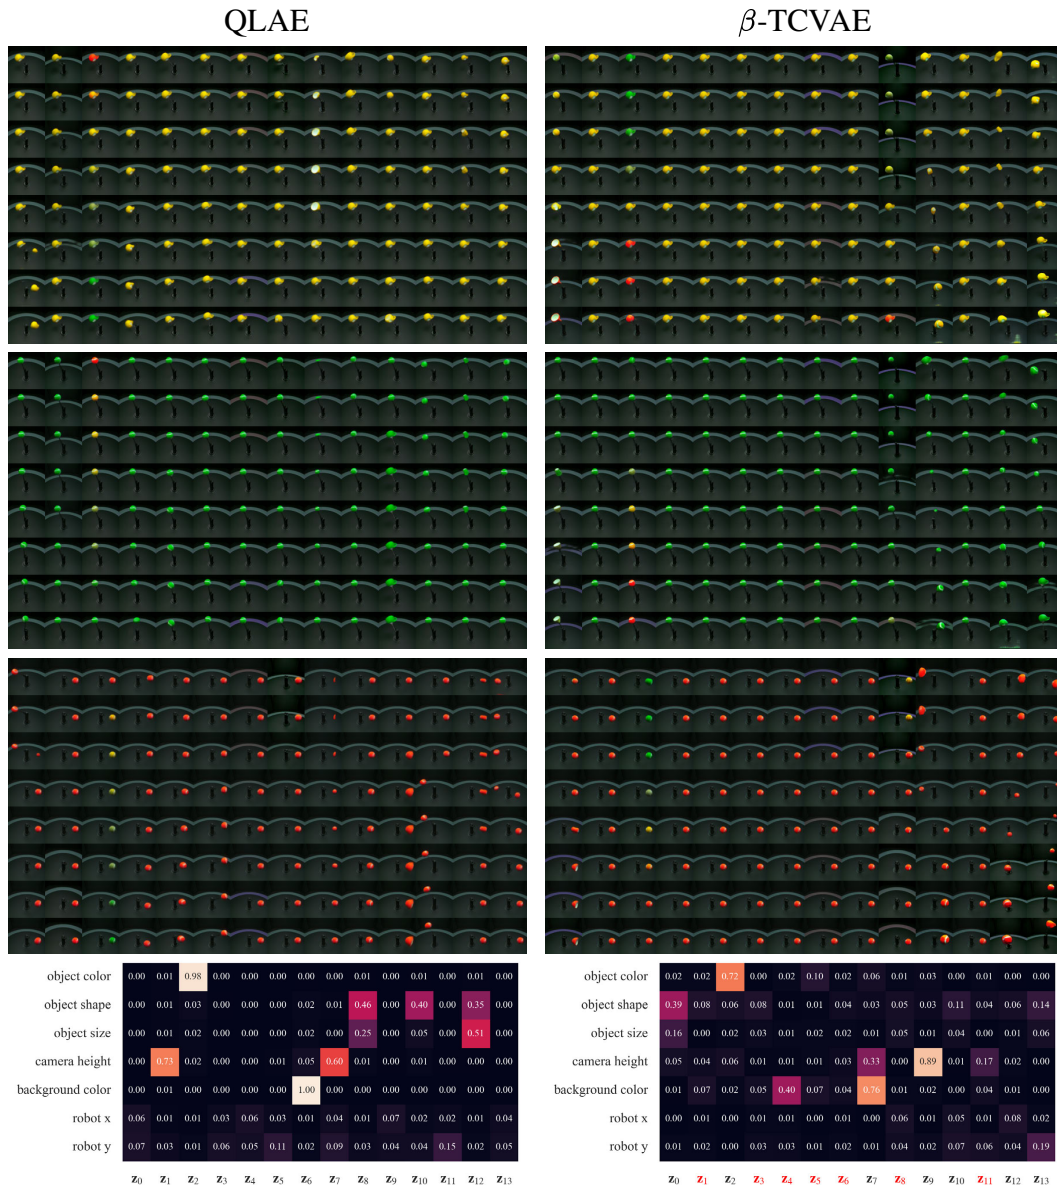 QLAE
β-TCVAE
object color 0.00 0.01 0.98 0.00 0.00 0.00 0.00 0.00 0.01 0.00 0.01 0.00 0.01 0.00
object shape 0.00 0.01 0.03 0.00 0.00 0.00 0.02 0.01 0.46 0.00 0.40 0.00 0.35 0.00
object size 0.00 0.01 0.02 0.00 0.00 0.00 0.01 0.00 0.25 0.00 0.05 0.00 0.51 0.00
camera height 0.00 0.73 0.02 0.00 0.00 0.01 0.05 0.60 0.01 0.01 0.00 0.00 0.00 0.00
background color 0.00 0.01 0.00 0.00 0.00 0.00 1.00 0.00 0.00 0.00 0.00 0.00 0.00 0.00
robot x 0.06 0.01 0.01 0.03 0.06 0.03 0.01 0.04 0.01 0.07 0.02 0.02 0.01 0.04
robot y 0.07 0.03 0.01 0.06 0.05 0.11 0.02 0.09 0.03 0.04 0.04 0.15 0.02 0.05
z0 z1 z2 z3 z4 z5 z6 z7 z8 z9 z10 z11 z12 z13
object color 0.02 0.02 0.72 0.00 0.02 0.10 0.02 0.06 0.01 0.03 0.00 0.01 0.00 0.00
object shape 0.39 0.08 0.06 0.08 0.01 0.01 0.04 0.03 0.05 0.03 0.11 0.04 0.06 0.14
object size 0.16 0.00 0.02 0.03 0.01 0.02 0.02 0.01 0.05 0.01 0.04 0.00 0.01 0.06
camera height 0.05 0.04 0.06 0.01 0.01 0.01 0.03 0.33 0.00 0.89 0.01 0.17 0.02 0.00
background color 0.01 0.07 0.02 0.05 0.40 0.07 0.04 0.76 0.01 0.02 0.00 0.04 0.01 0.00
robot x 0.00 0.01 0.00 0.01 0.01 0.01 0.01 0.02 0.06 0.01 0.05 0.01 0.08 0.02
robot y 0.01 0.02 0.00 0.03 0.03 0.01 0.02 0.01 0.04 0.02 0.07 0.06 0.04 0.19
z0 z1 z2 z3 z4 z5 z6 z7 z8 z9 z10 z11 z12 z13